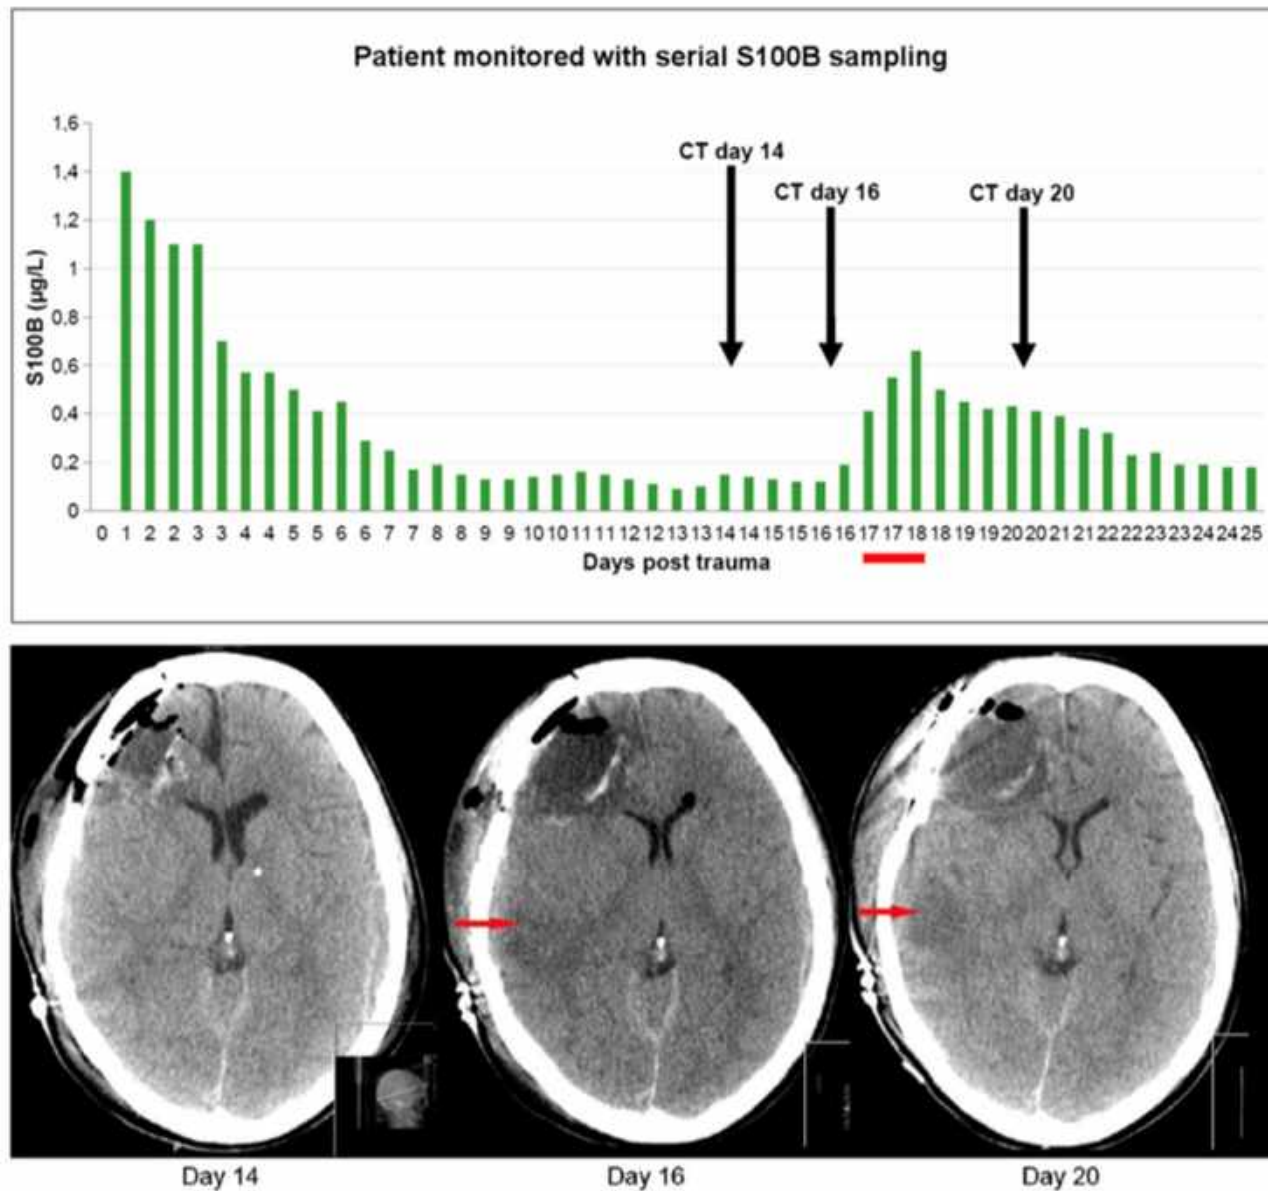 Patient monitored with serial S100B sampling
S100B (µg/L)
1,6
1,4
1,2
1
0,8
0,6
0,4
0,2
0
CT day 14
CT day 16
CT day 20
0 1 2 2 3 3 4 4 5 5 6 6 7 7 8 8 9 9 10 10 11 11 12 12 13 13 14 14 15 15 16 16 17 17 18 18 19 19 20 20 21 21 22 22 23 23 24 24 25
Days post trauma
Day 14
Day 16
Day 20